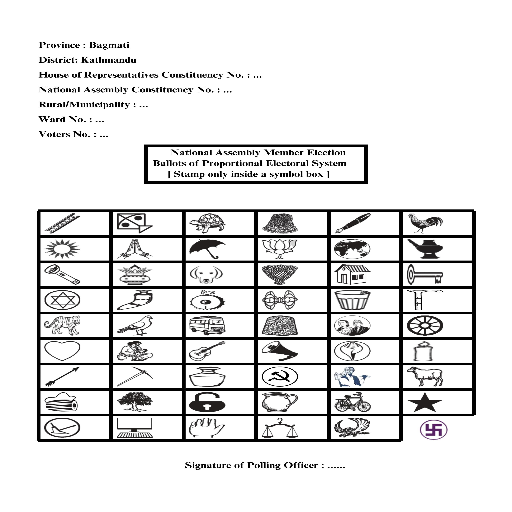 Province : Bagmati
District: Kathmandu
House of Representatives Constituency No. : ...
National Assembly Constituency No. : ...
Rural/Municipality : ...
Ward No. : ...
Voters No. : ...
National Assembly Member Election
Ballots of Proportional Electoral System
[ Stamp only inside a symbol box ]
Signature of Polling Officer : ......